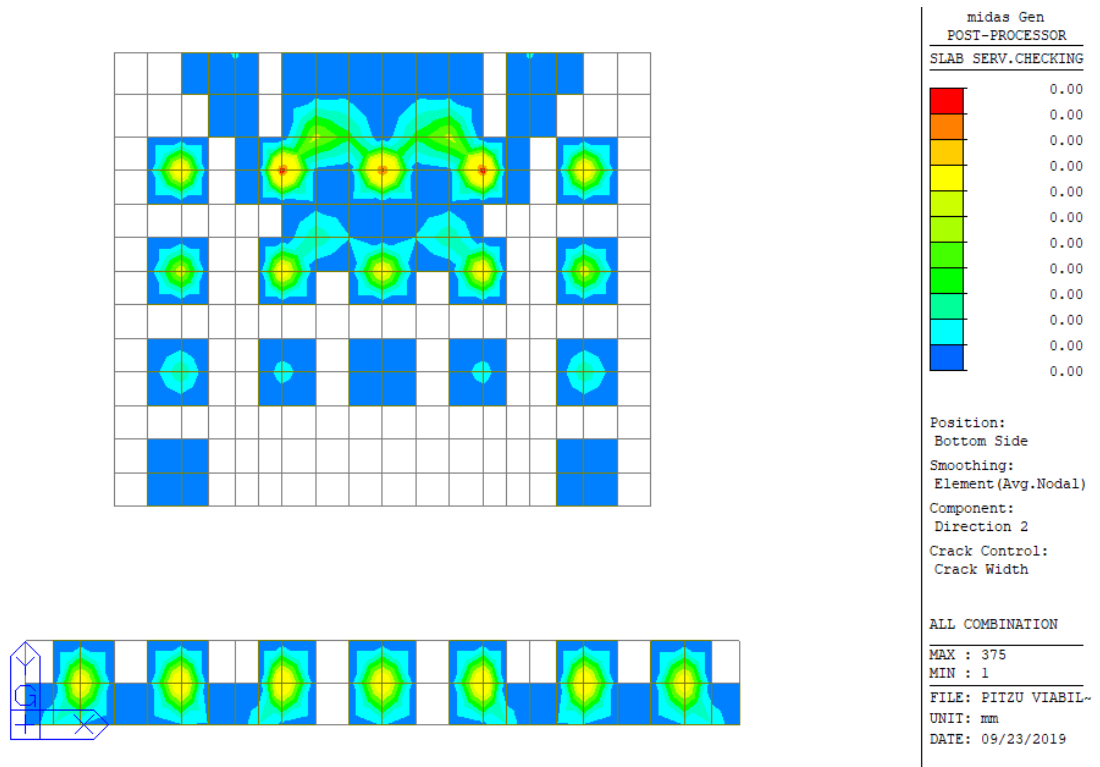 midas Gen
POST-PROCESSOR
SLAB SERV.CHECKING
0.00
0.00
0.00
0.00
0.00
0.00
0.00
0.00
0.00
0.00
0.00
0.00
Position:
Bottom Side
Smoothing:
Element(Avg.Nodal)
Component:
Direction 2
Crack Control:
Crack Width
ALL COMBINATION
MAX : 375
MIN : 1
FILE: PITZU VIABIL~
UNIT: mm
DATE: 09/23/2019
Y
G
X